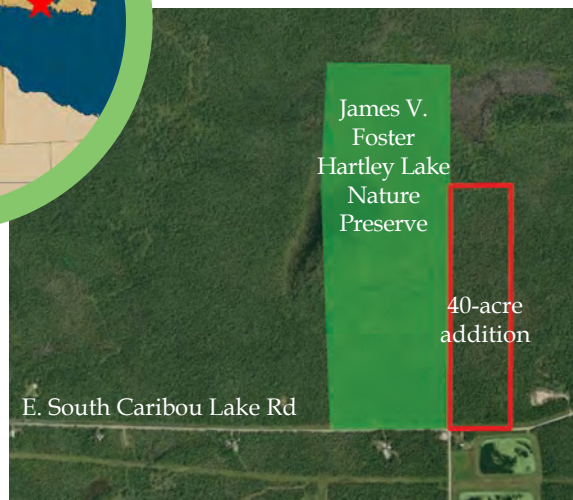 James V.
Foster
Hartley Lake
Nature
Preserve
40-acre
addition
E. South Caribou Lake Rd